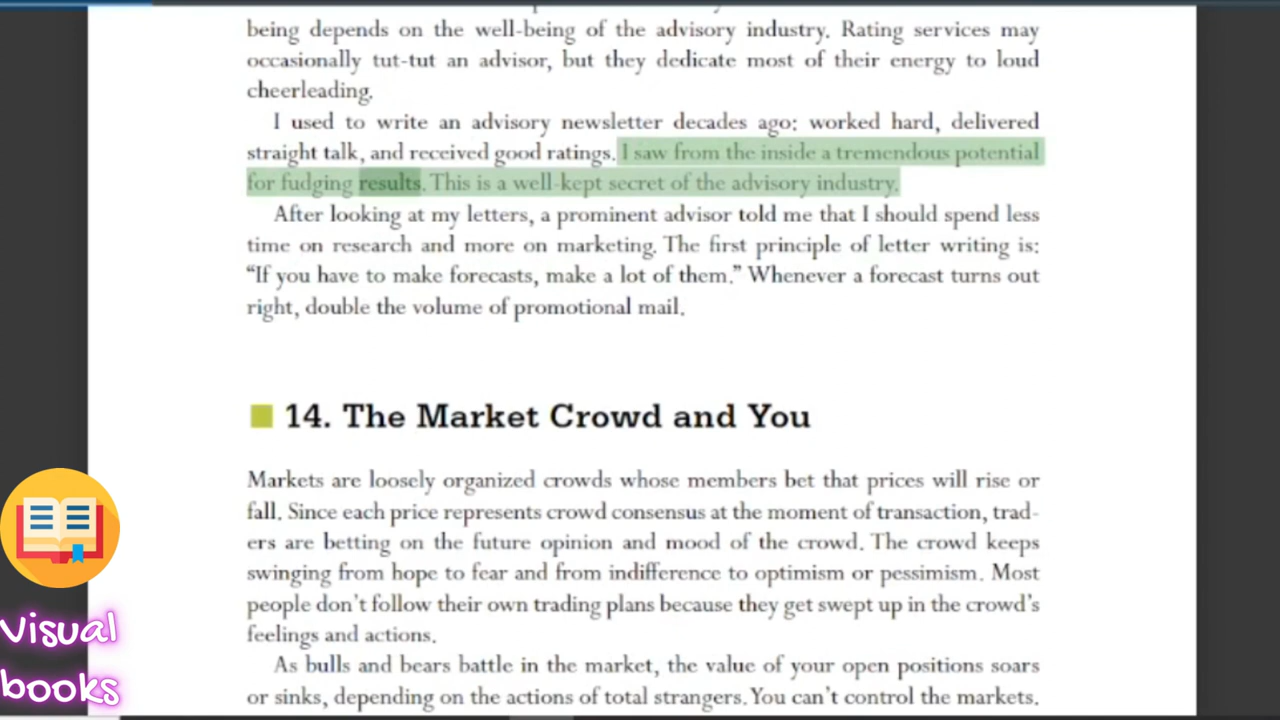 being depends on the well-being of the advisory industry. Rating services may
occasionally tut-tut an advisor, but they dedicate most of their energy to loud
cheerleading.
I used to write an advisory newsletter decades ago: worked hard, delivered
straight talk, and received good ratings. I saw from the inside a tremendous potential
for fudging results. This is a well-kept secret of the advisory industry.
After looking at my letters, a prominent advisor told me that I should spend less
time on research and more on marketing. The first principle of letter writing is:
“If you have to make forecasts, make a lot of them.” Whenever a forecast turns out
right, double the volume of promotional mail.
14. The Market Crowd and You
Markets are loosely organized crowds whose members bet that prices will rise or
fall. Since each price represents crowd consensus at the moment of transaction, trad-
ers are betting on the future opinion and mood of the crowd. The crowd keeps
swinging from hope to fear and from indifference to optimism or pessimism. Most
people don’t follow their own trading plans because they get swept up in the crowd’s
feelings and actions.
As bulls and bears battle in the market, the value of your open positions soars
or sinks, depending on the actions of total strangers. You can’t control the markets.
Visual
books